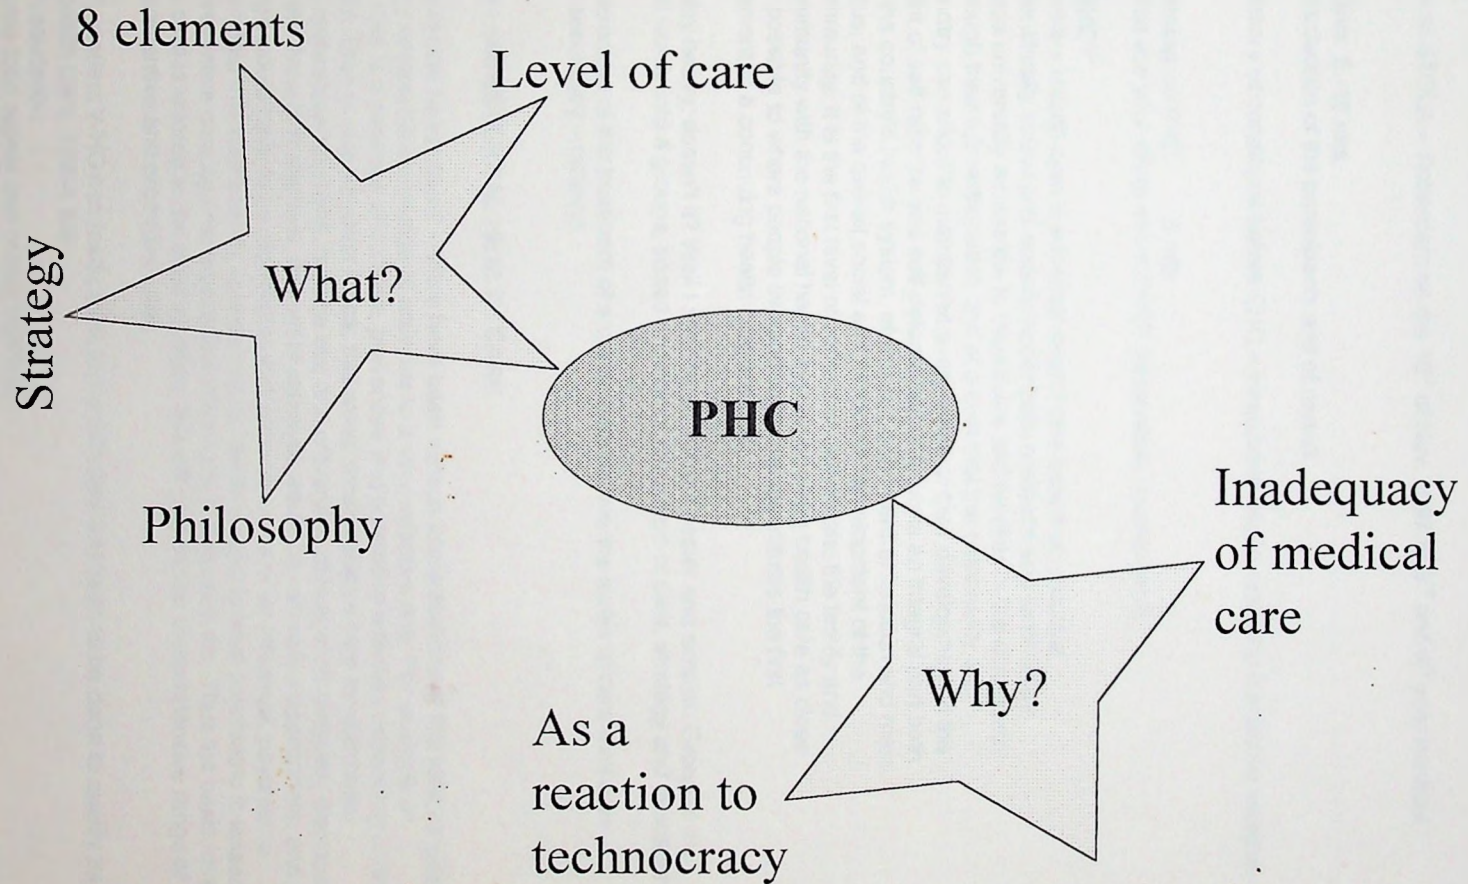 8 elements
Level of care
Strategy
What?
Philosophy
PHC
Inadequacy
of medical
care
Why?
As a
reaction to
technocracy